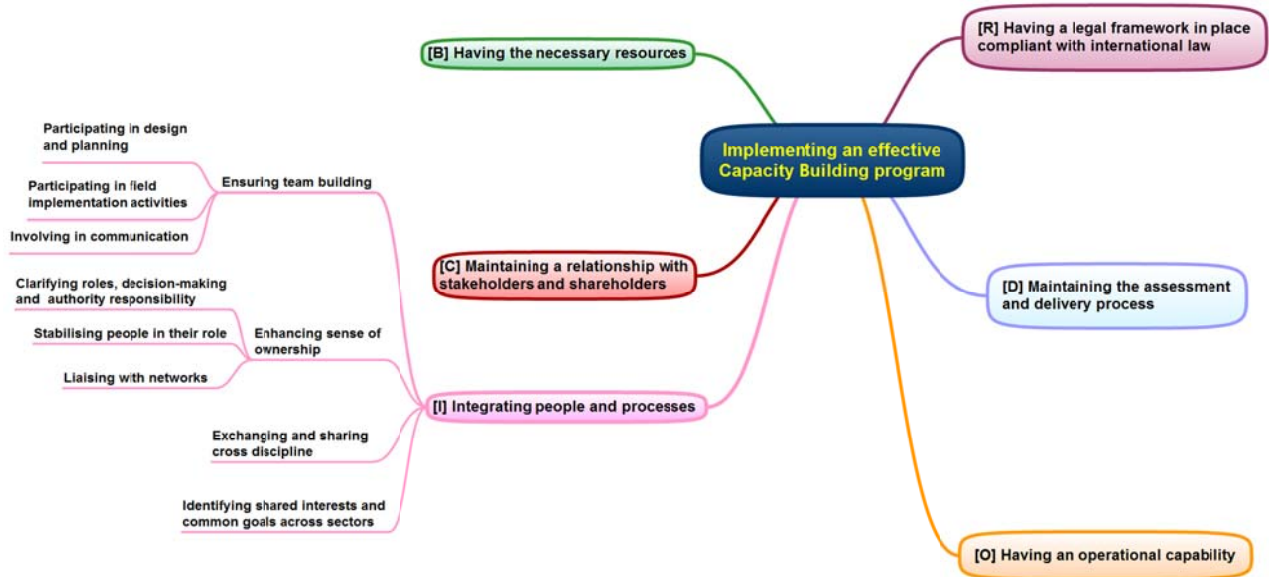 [B] Having the necessary resources
[R] Having a legal framework in place
compliant with international law
Implementing an effective
Capacity Building program
Participating in design
and planning
Ensuring team building
Participating in field
implementation activities
Involving in communication
[C] Maintaining a relationship with
stakeholders and shareholders
[D] Maintaining the assessment
and delivery process
Clarifying roles, decision-making
and authority responsibility
Stabilising people in their role
Enhancing sense of
ownership
Liaising with networks
[I] Integrating people and processes
Exchanging and sharing
cross discipline
Identifying shared interests and
common goals across sectors
[O] Having an operational capability